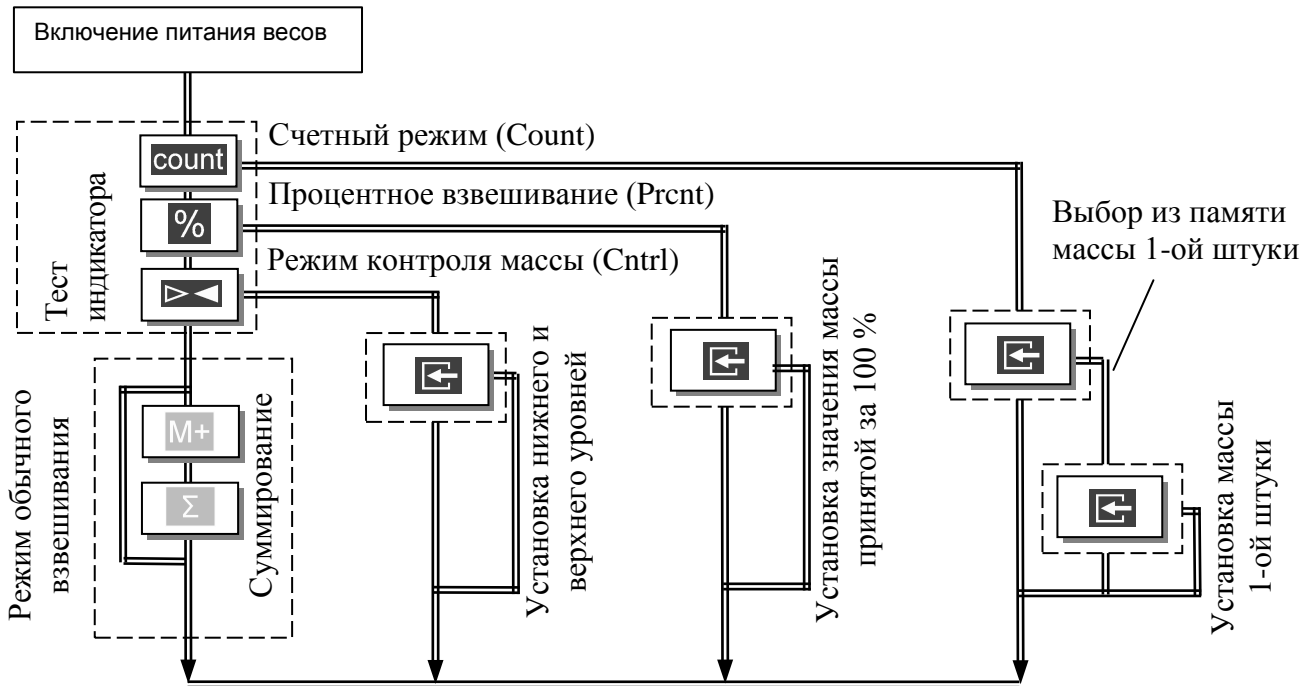 Включение питания весов
Счетный режим (Count)
count
Процентное взвешивание (Prcnt)
%
Режим контроля массы (Cntrl)
Тест
индикатора
Выбор из памяти
массы 1-ой штуки
Режим обычного
взвешивания
M+
Σ
Суммирование
Установка нижнего и
верхнего уровней
Установка значения массы
принятой за 100 %
Установка массы
1-ой штуки